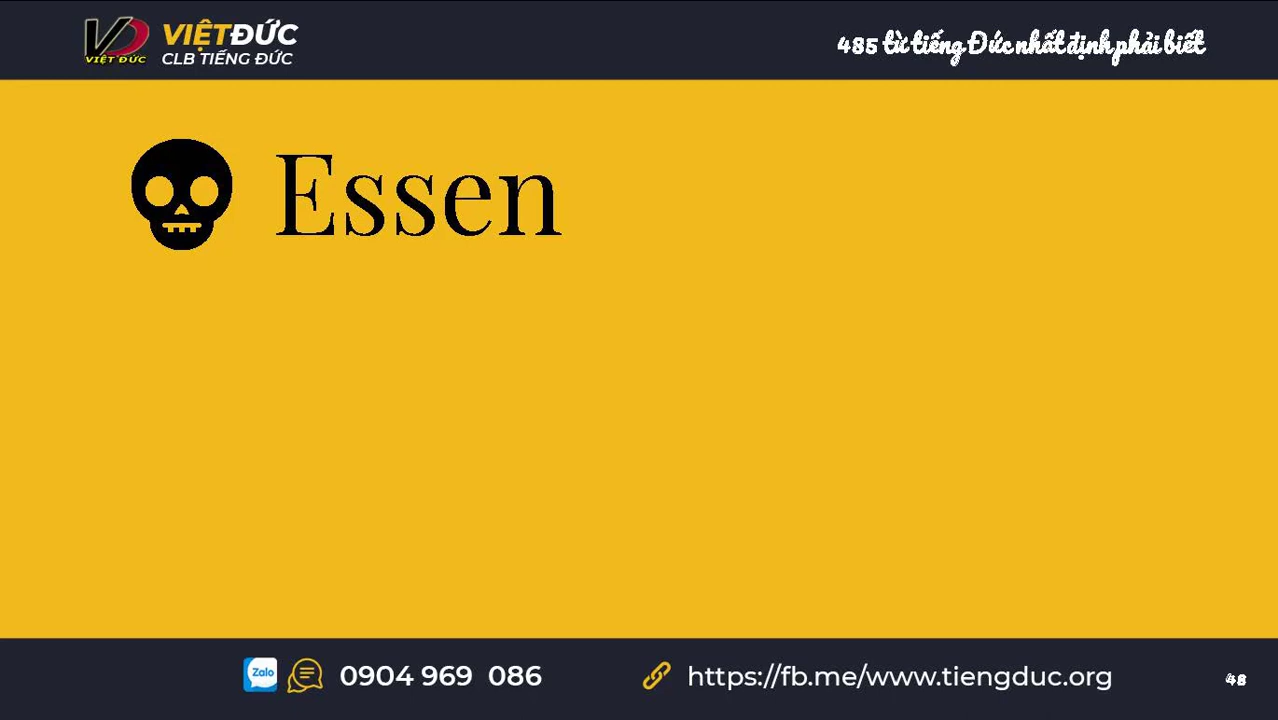 VIỆT ĐỨC
VIỆTĐỨC
CLB TIẾNG ĐỨC
485 từ tiếng Đức nhất định phải biết
Essen
Zalo
0904 969 086
https://fb.me/www.tiengduc.org
48